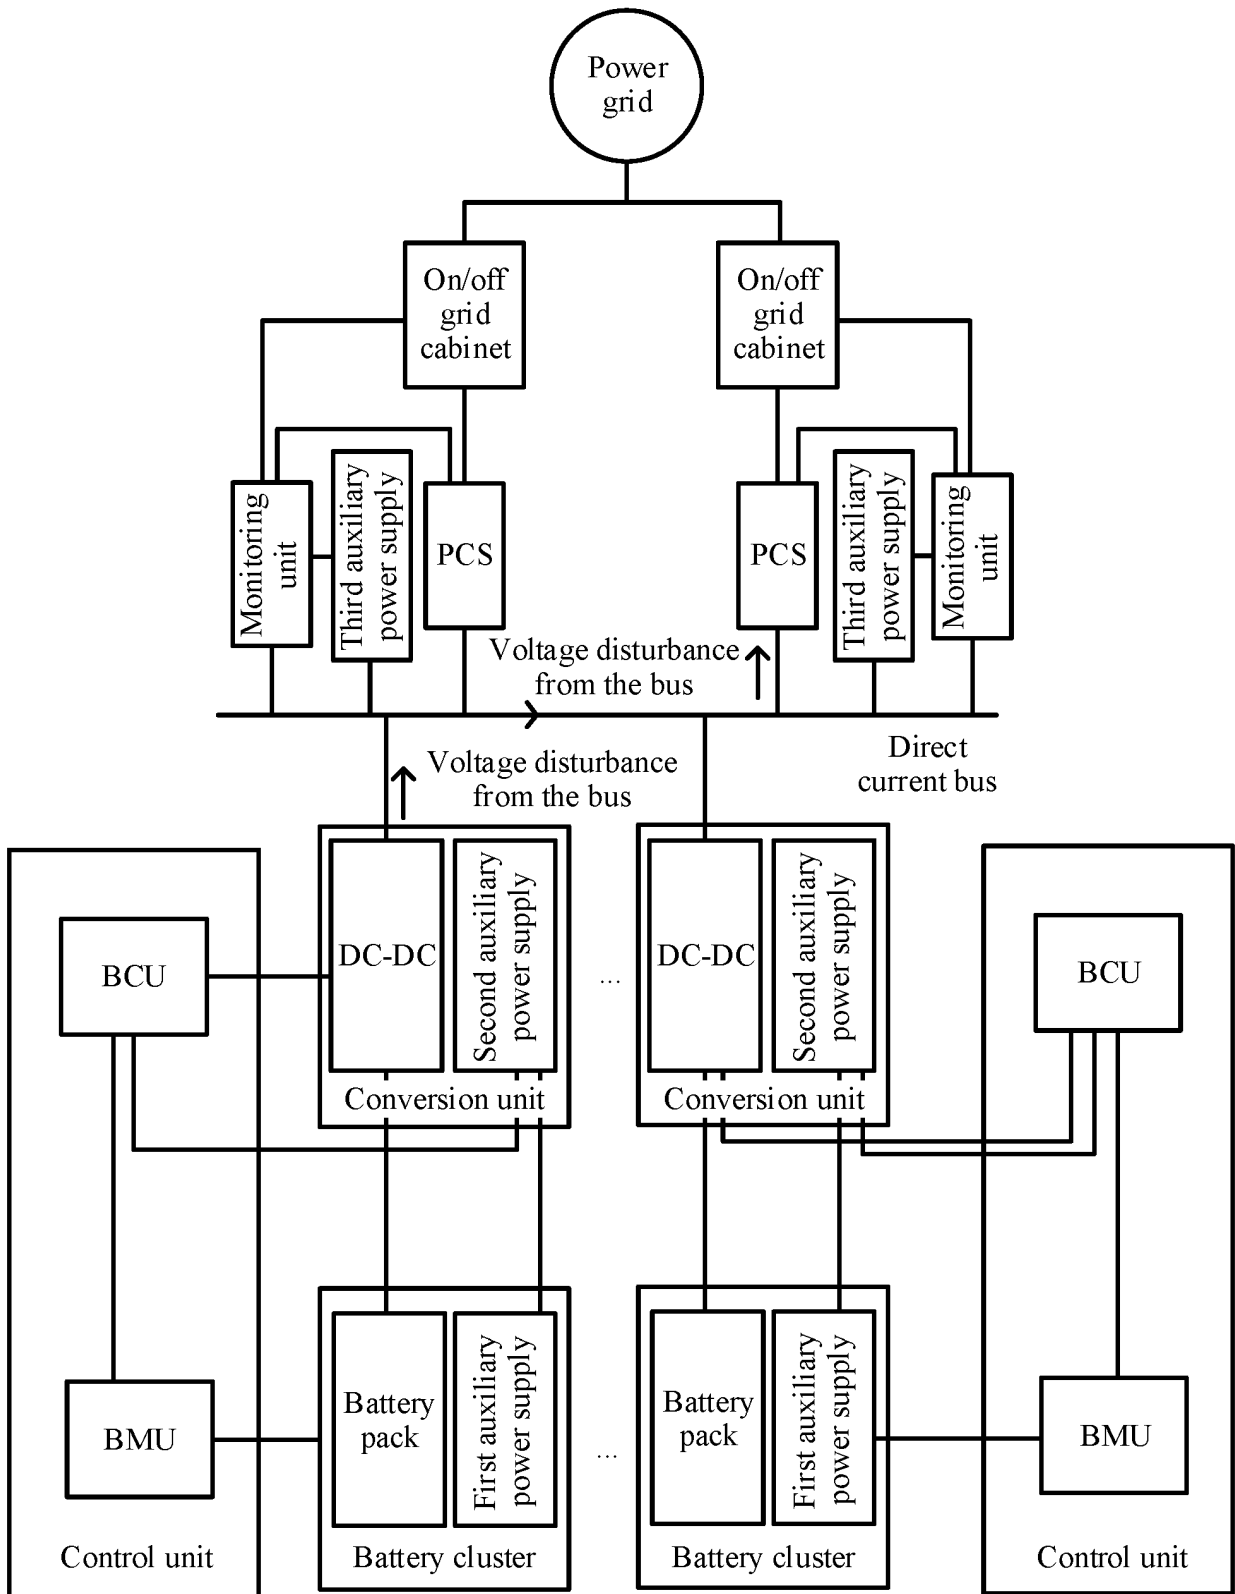 Power
grid
On/off
grid
cabinet
On/off
grid
cabinet
Monitoring
unit
Third auxiliary
power supply
PCS
PCS
Third auxiliary
power supply
Monitoring
unit
Voltage disturbance
from the bus
Direct
current bus
Voltage disturbance
from the bus
BCU
DC-DC
Second auxiliary
power supply
Conversion unit
...
DC-DC
Second auxiliary
power supply
Conversion unit
BCU
BMU
Control unit
Battery
pack
First auxiliary
power supply
Battery cluster
...
Battery
pack
First auxiliary
power supply
Battery cluster
BMU
Control unit